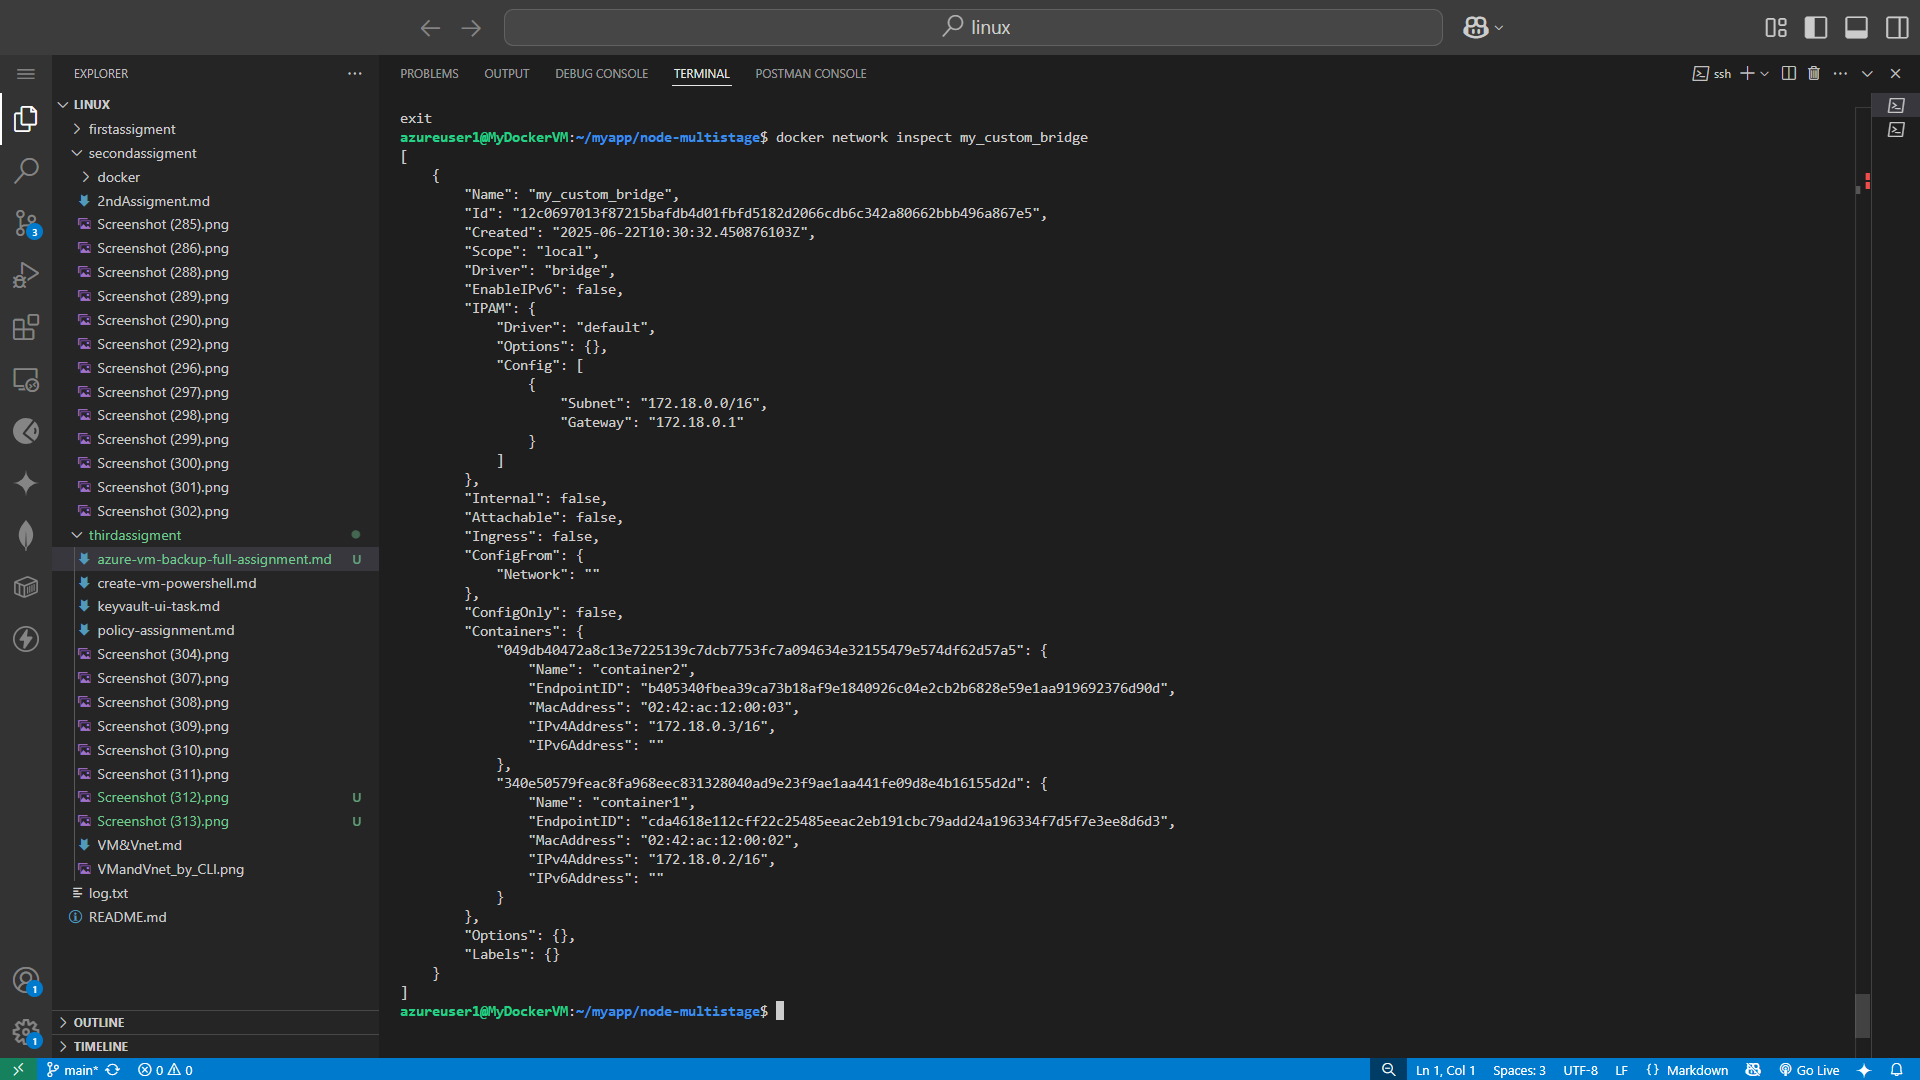 linux
EXPLORER
LINUX
firstassigment
secondassigment
docker
2ndAssigment.md
Screenshot (285).png
Screenshot (286).png
Screenshot (288).png
Screenshot (289).png
Screenshot (290).png
Screenshot (292).png
Screenshot (296).png
Screenshot (297).png
Screenshot (298).png
Screenshot (299).png
Screenshot (300).png
Screenshot (301).png
Screenshot (302).png
thirdassigment
azure-vm-backup-full-assignment.md U
create-vm-powershell.md
keyvault-ui-task.md
policy-assignment.md
Screenshot (304).png
Screenshot (307).png
Screenshot (308).png
Screenshot (309).png
Screenshot (310).png
Screenshot (311).png
Screenshot (312).png U
Screenshot (313).png U
VM&Vnet.md
VMandVnet_by_CLI.png
log.txt
README.md
OUTLINE
TIMELINE
3
1
1
PROBLEMS OUTPUT DEBUG CONSOLE TERMINAL POSTMAN CONSOLE
ssh
exit
azureuser1@MyDockerVM:~/myapp/node-multistage$ docker network inspect my_custom_bridge
[
    {
        "Name": "my_custom_bridge",
        "Id": "12c0697013f87215bafdb4d01fbfd5182d2066cdb6c342a80662bbb496a867e5",
        "Created": "2025-06-22T10:30:32.450876103Z",
        "Scope": "local",
        "Driver": "bridge",
        "EnableIPv6": false,
        "IPAM": {
            "Driver": "default",
            "Options": {},
            "Config": [
                {
                    "Subnet": "172.18.0.0/16",
                    "Gateway": "172.18.0.1"
                }
            ]
        },
        "Internal": false,
        "Attachable": false,
        "Ingress": false,
        "ConfigFrom": {
            "Network": ""
        },
        "ConfigOnly": false,
        "Containers": {
            "049db40472a8c13e7225139c7dcb7753fc7a094634e32155479e574df62d57a5": {
                "Name": "container2",
                "EndpointID": "b405340fbea39ca73b18af9e1840926c04e2cb2b6828e59e1aa919692376d90d",
                "MacAddress": "02:42:ac:12:00:03",
                "IPv4Address": "172.18.0.3/16",
                "IPv6Address": ""
            },
            "340e50579feac8fa968eec831328040ad9e23f9ae1aa441fe09d8e4b16155d2d": {
                "Name": "container1",
                "EndpointID": "cda4618e112cff22c25485eeac2eb191cbc79add24a196334f7d5f7e3ee8d6d3",
                "MacAddress": "02:42:ac:12:00:02",
                "IPv4Address": "172.18.0.2/16",
                "IPv6Address": ""
            }
        },
        "Options": {},
        "Labels": {}
    }
]
azureuser1@MyDockerVM:~/myapp/node-multistage$
main* 0 0 Ln 1, Col 1 Spaces: 3 UTF-8 LF {} Markdown Go Live